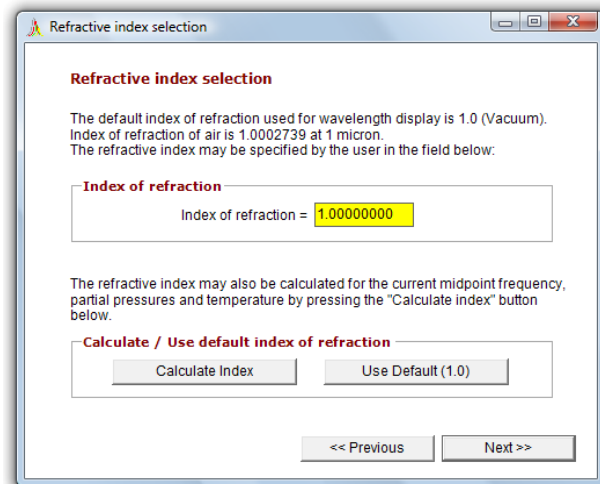 Refractive index selection
Refractive index selection
The default index of refraction used for wavelength display is 1.0 (Vacuum).
Index of refraction of air is 1.0002739 at 1 micron.
The refractive index may be specified by the user in the field below:
Index of refraction
Index of refraction = 1.00000000
The refractive index may also be calculated for the current midpoint frequency,
partial pressures and temperature by pressing the "Calculate index" button
below.
Calculate / Use default index of refraction
Calculate Index Use Default (1.0)
<< Previous Next >>